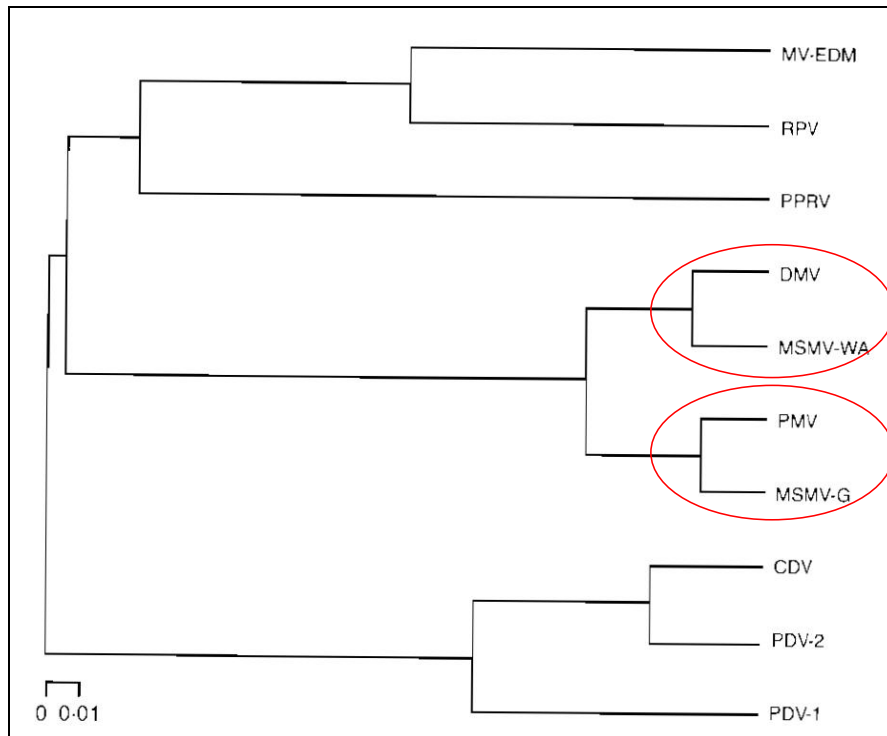 MV-EDM
RPV
PPRV
DMV
MSMV-WA
PMV
MSMV-G
CDV
PDV-2
PDV-1
0 0·01